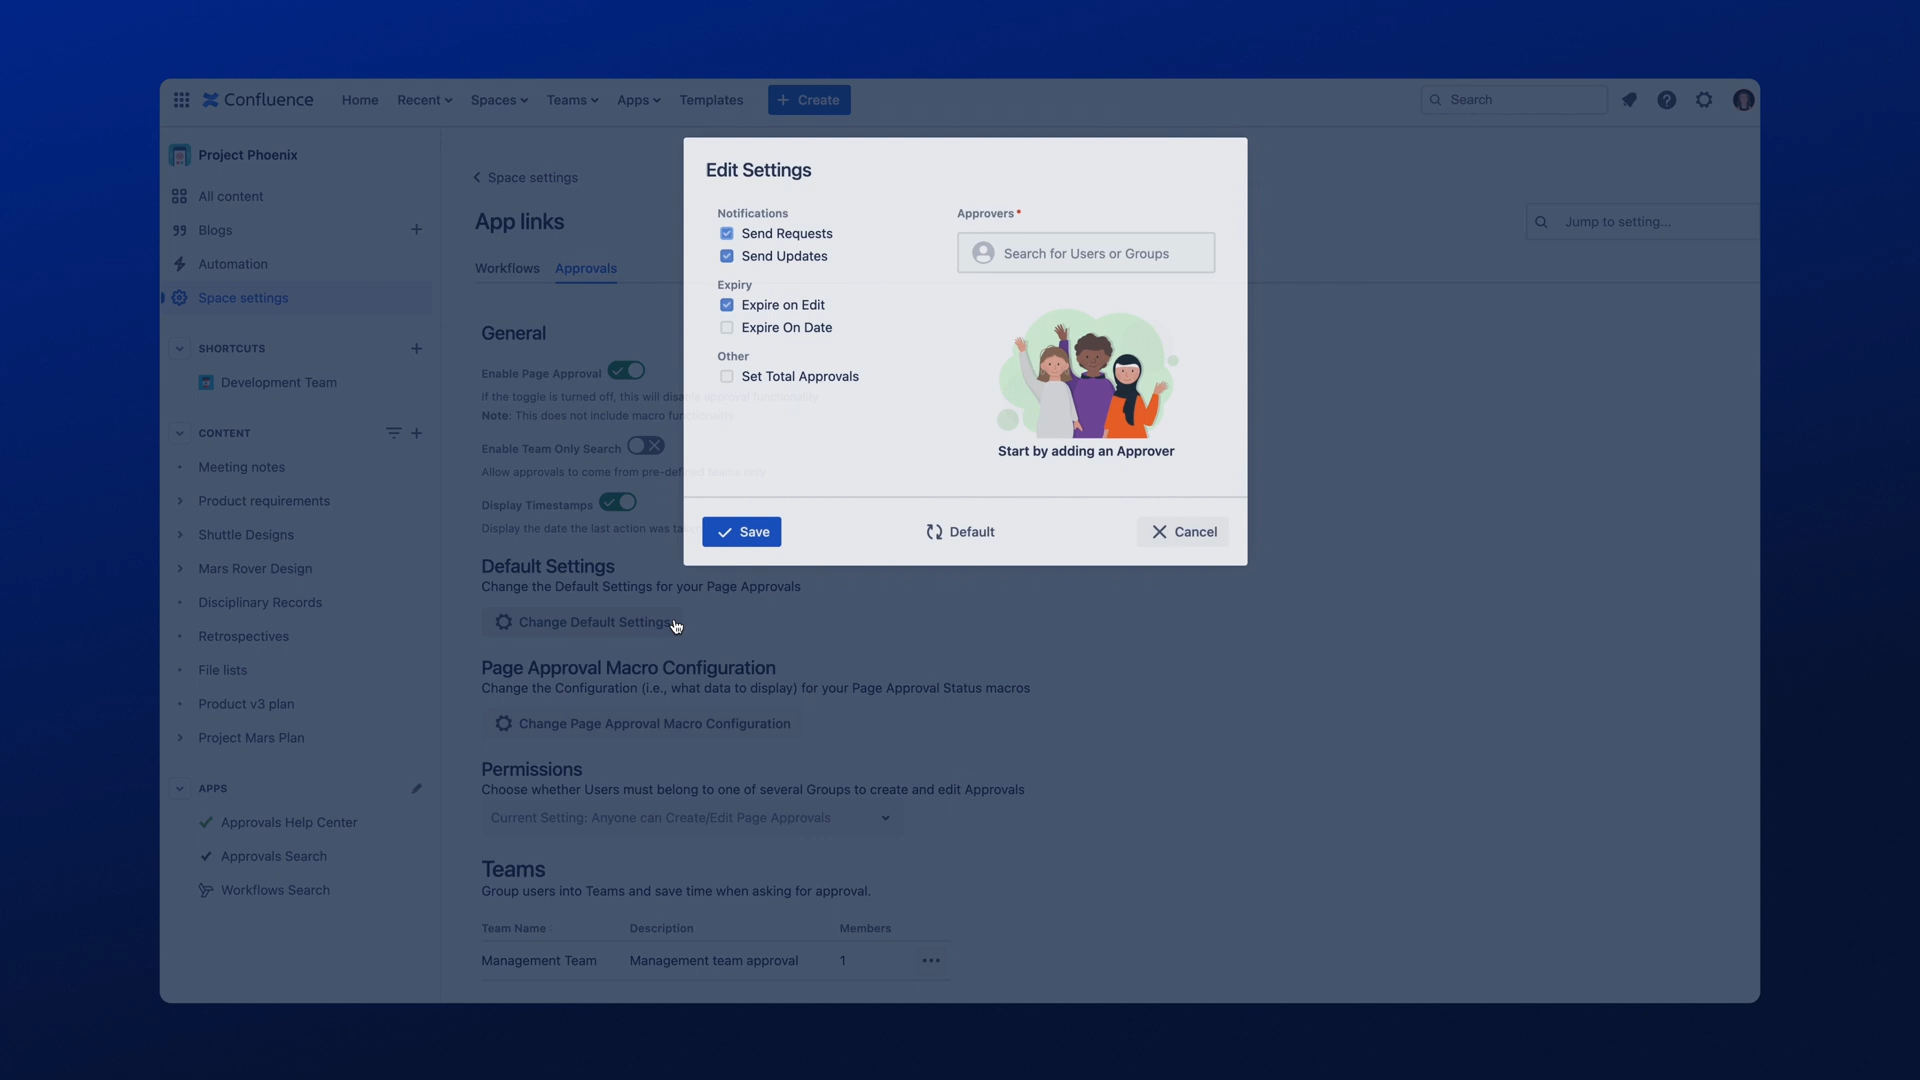 Confluence
Home
Recent
Spaces
Teams
Apps
Templates
+ Create
Search
Project Phoenix
All content
Blogs
Automation
Space settings
SHORTCUTS
Development Team
CONTENT
Meeting notes
Product requirements
Shuttle Designs
Mars Rover Design
Disciplinary Records
Retrospectives
File lists
Product v3 plan
Project Mars Plan
APPS
Approvals Help Center
Approvals Search
Workflows Search
Space settings
App links
Jump to setting...
Workflows
Approvals
General
Enable Page Approval
If the toggle is turned off, this will disable approval functionality
Note: This does not include macro functionality
Enable Team Only Search
Allow approvals to come from pre-defined teams only
Display Timestamps
Display the date the last action was
Default Settings
Change the Default Settings for your Page Approvals
Change Default Settings
Page Approval Macro Configuration
Change the Configuration (i.e., what data to display) for your Page Approval Status macros
Change Page Approval Macro Configuration
Permissions
Choose whether Users must belong to one of several Groups to create and edit Approvals
Current Setting: Anyone can Create/Edit Page Approvals
Teams
Group users into Teams and save time when asking for approval.
Team Name
Description
Members
Management Team
Management team approval
1
Edit Settings
Notifications
Send Requests
Send Updates
Expiry
Expire on Edit
Expire On Date
Other
Set Total Approvals
Approvers *
Search for Users or Groups
Start by adding an Approver
Save
Default
Cancel